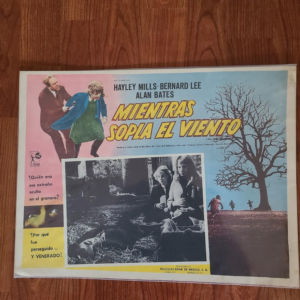 HAYLEY MILLS·BERNARD LEE
ALAN BATES
MIENTRAS
SOPLA EL VIENTO
¿Quién era
ese extraño
oculto
en el granero?
¿Por qué
fue
perseguido...
Y VENERADO?